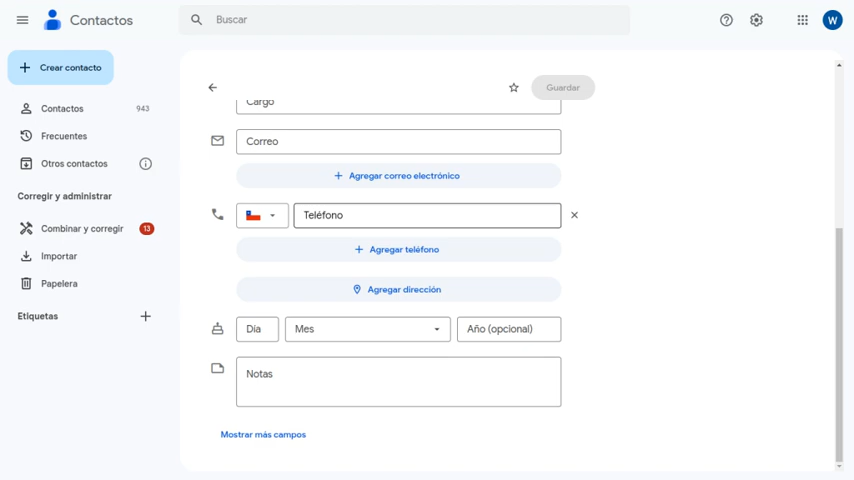 Contactos
Buscar
W
Crear contacto
Guardar
Cargo
Contactos 943
Correo
Frecuentes
Otros contactos
Agregar correo electrónico
Corregir y administrar
Teléfono
Combinar y corregir 13
Agregar teléfono
Importar
Papelera
Agregar dirección
Etiquetas
Día
Mes
Año (opcional)
Notas
Mostrar más campos